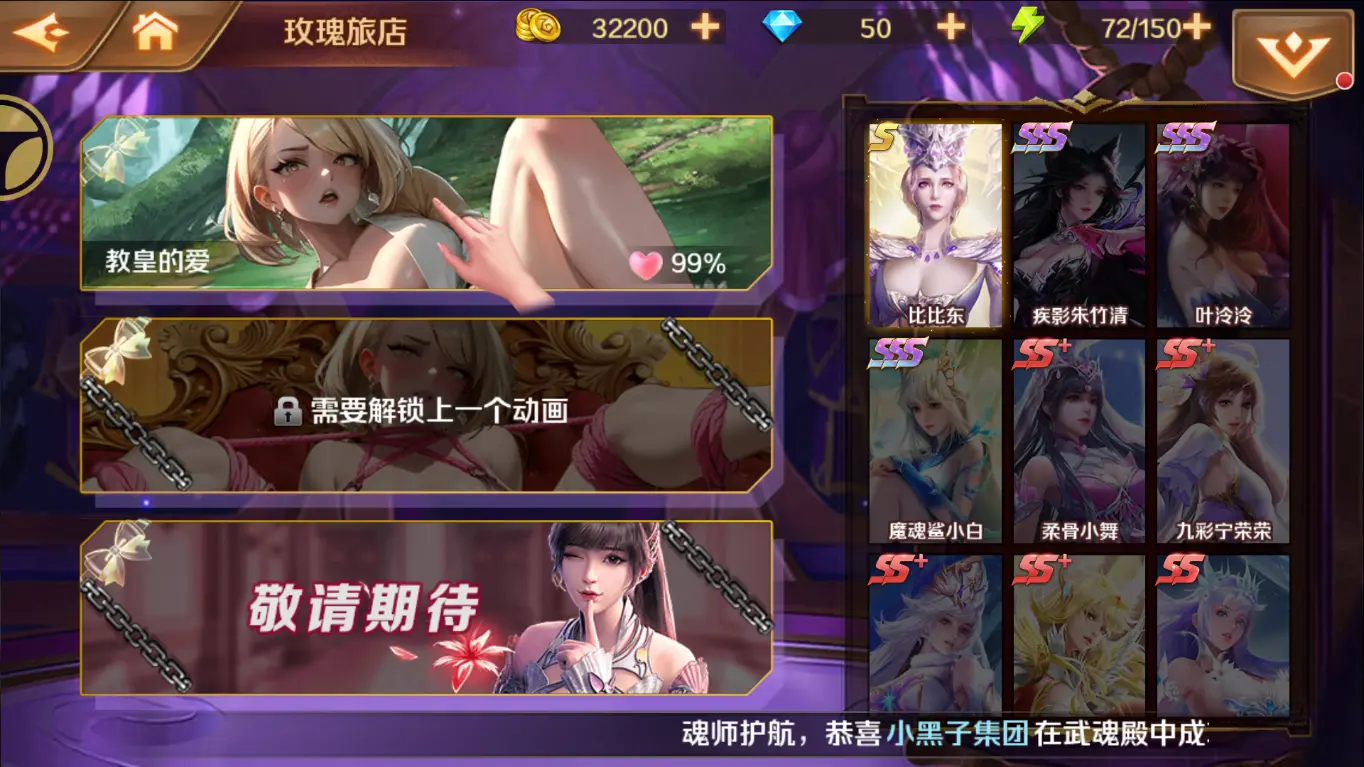 玫瑰旅店
32200
50
72/150
教皇的爱
99%
需要解锁上一个动画
敬请期待
S
比比东
SSS
疾影朱竹清
SSS
叶泠泠
SSS
魔魂鲨小白
SS+
柔骨小舞
SS+
九彩宁荣荣
SS+
SS+
SS
魂师护航，恭喜小黑子集团在武魂殿中成